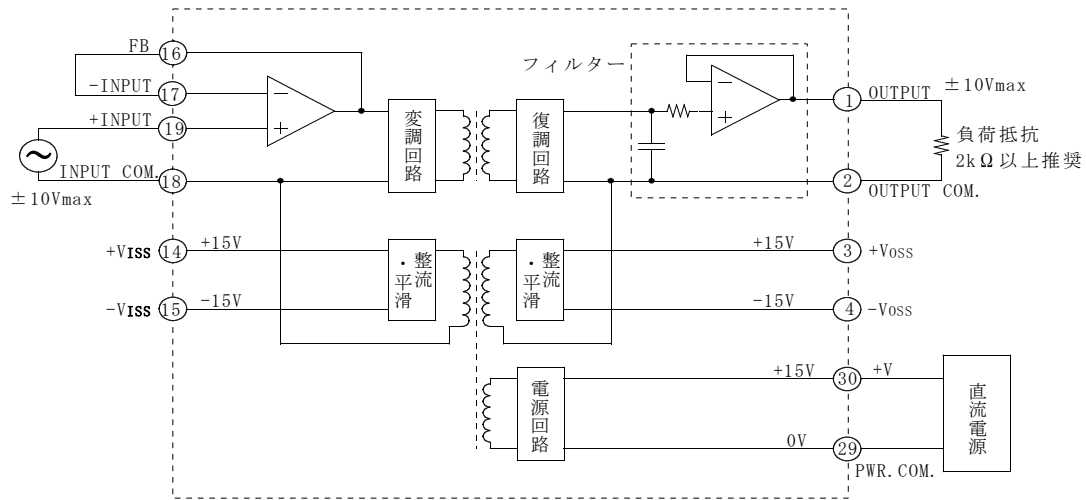 FB
16
-INPUT
17
+INPUT
19
INPUT COM.
18
±10Vmax
変調回路
復調回路
フィルター
1
OUTPUT
±10Vmax
負荷抵抗
2kΩ以上推奨
2
OUTPUT COM.
+VISS
14
+15V
-VISS
15
-15V
整流・平滑
整流・平滑
+15V
3
+VOSS
-15V
4
-VOSS
電源回路
+15V
30
+V
0V
29
PWR.COM.
直流電源